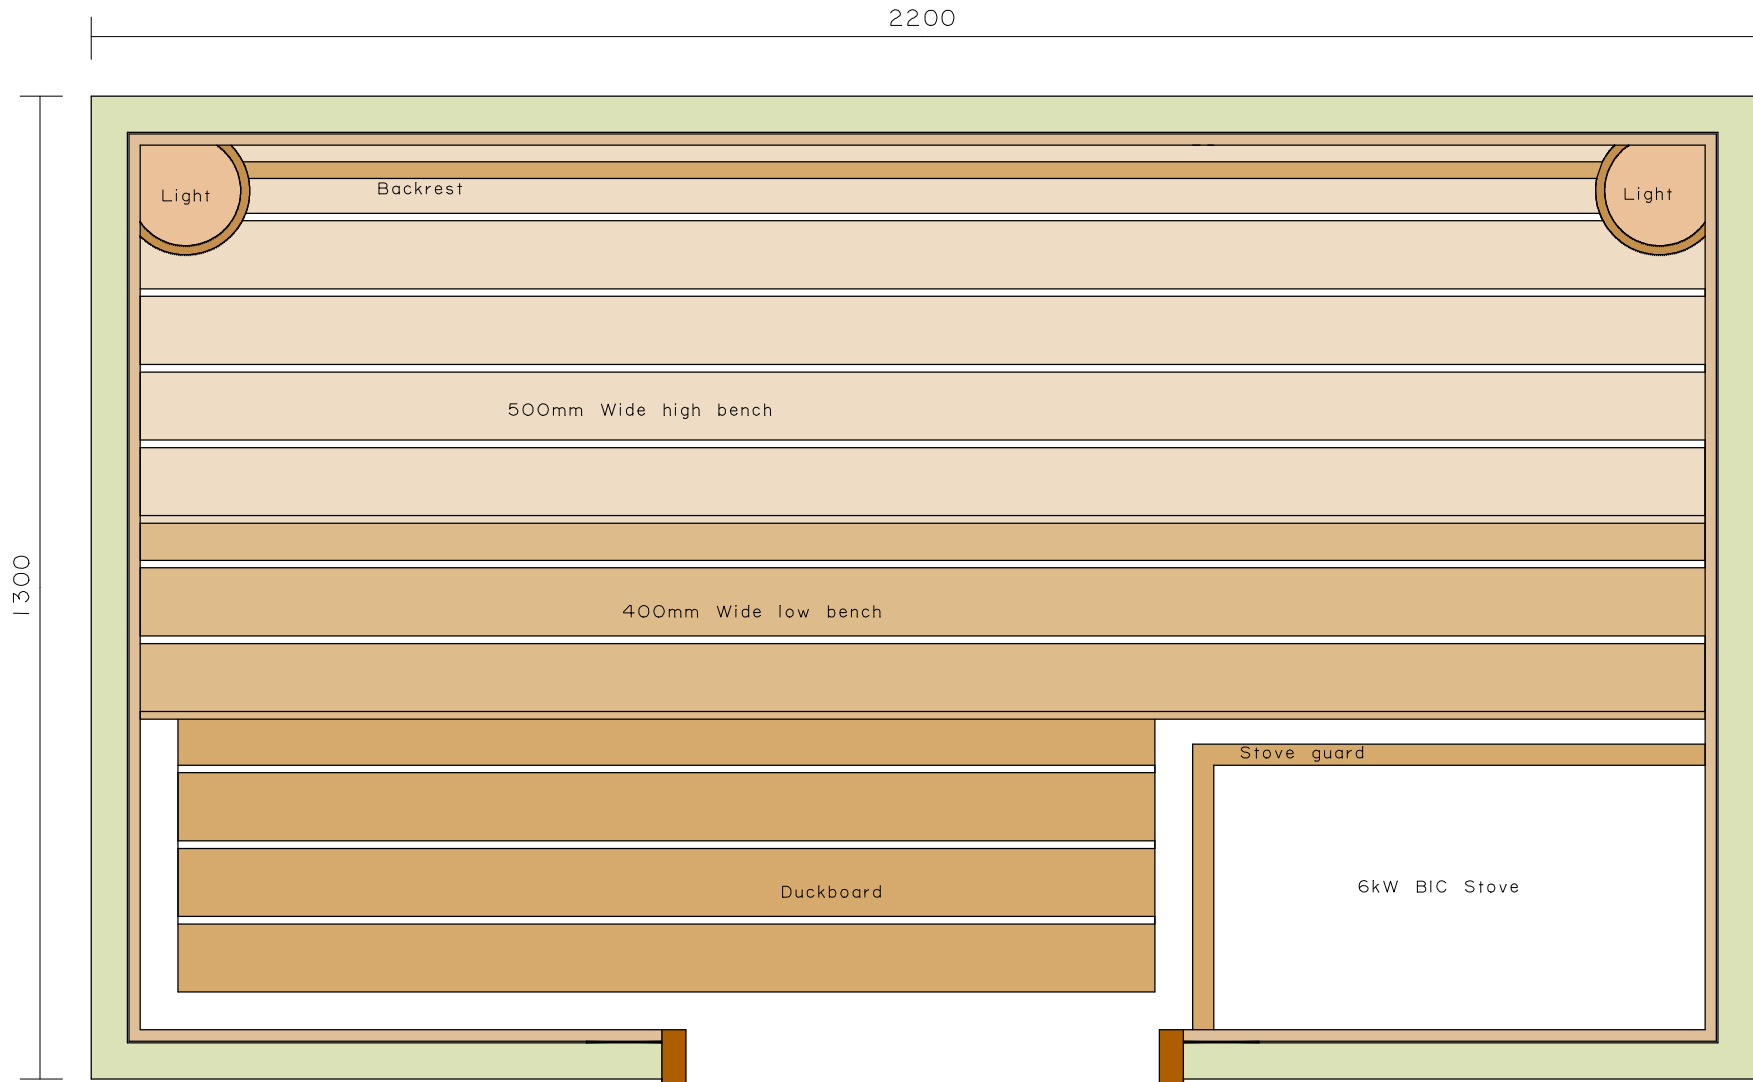 2200
Light
Backrest
Light
500mm Wide high bench
1300
400mm Wide low bench
Stove guard
6kW BIC Stove
Duckboard